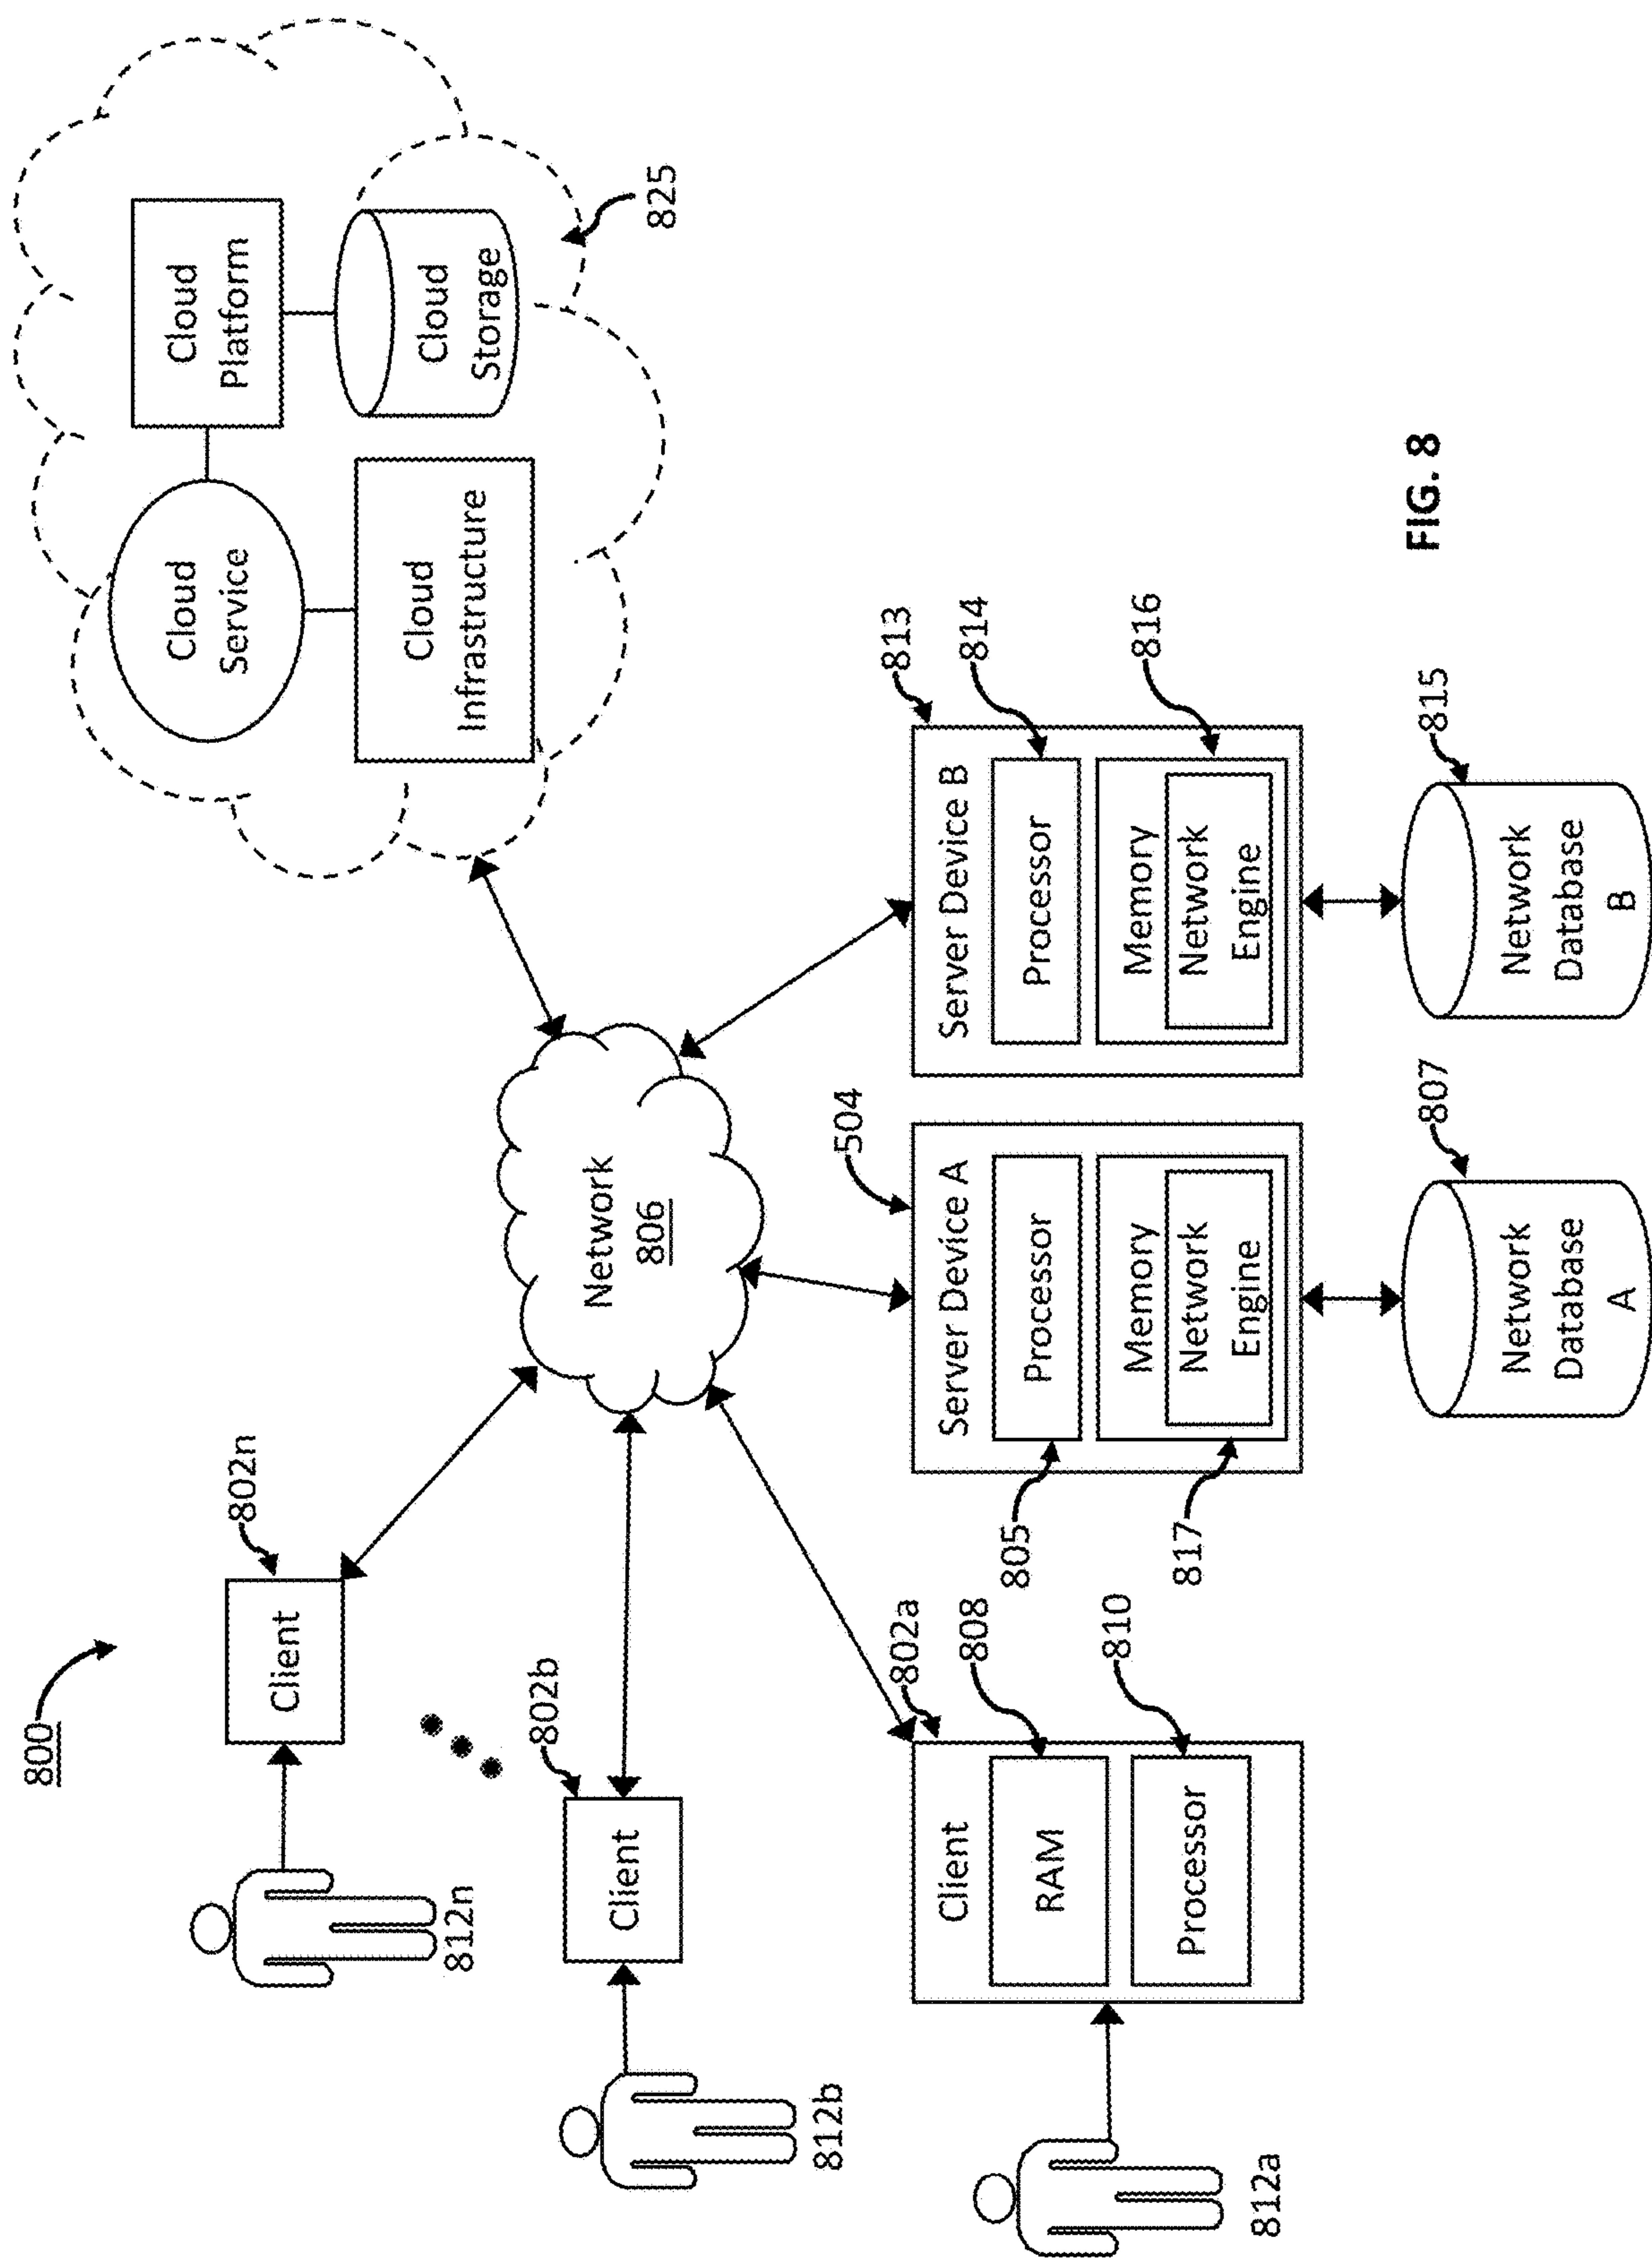 800
812n
Client
802n
812b
Client
802b
812a
Client
RAM
Processor
802a
808
810
Network
806
Cloud
Service
Cloud
Platform
Cloud
Infrastructure
Cloud
Storage
825
504
Server Device A
Processor
Memory
Network
Engine
805
817
Network
Database
A
807
813
Server Device B
Processor
814
Memory
Network
Engine
816
Network
Database
B
815
FIG. 8